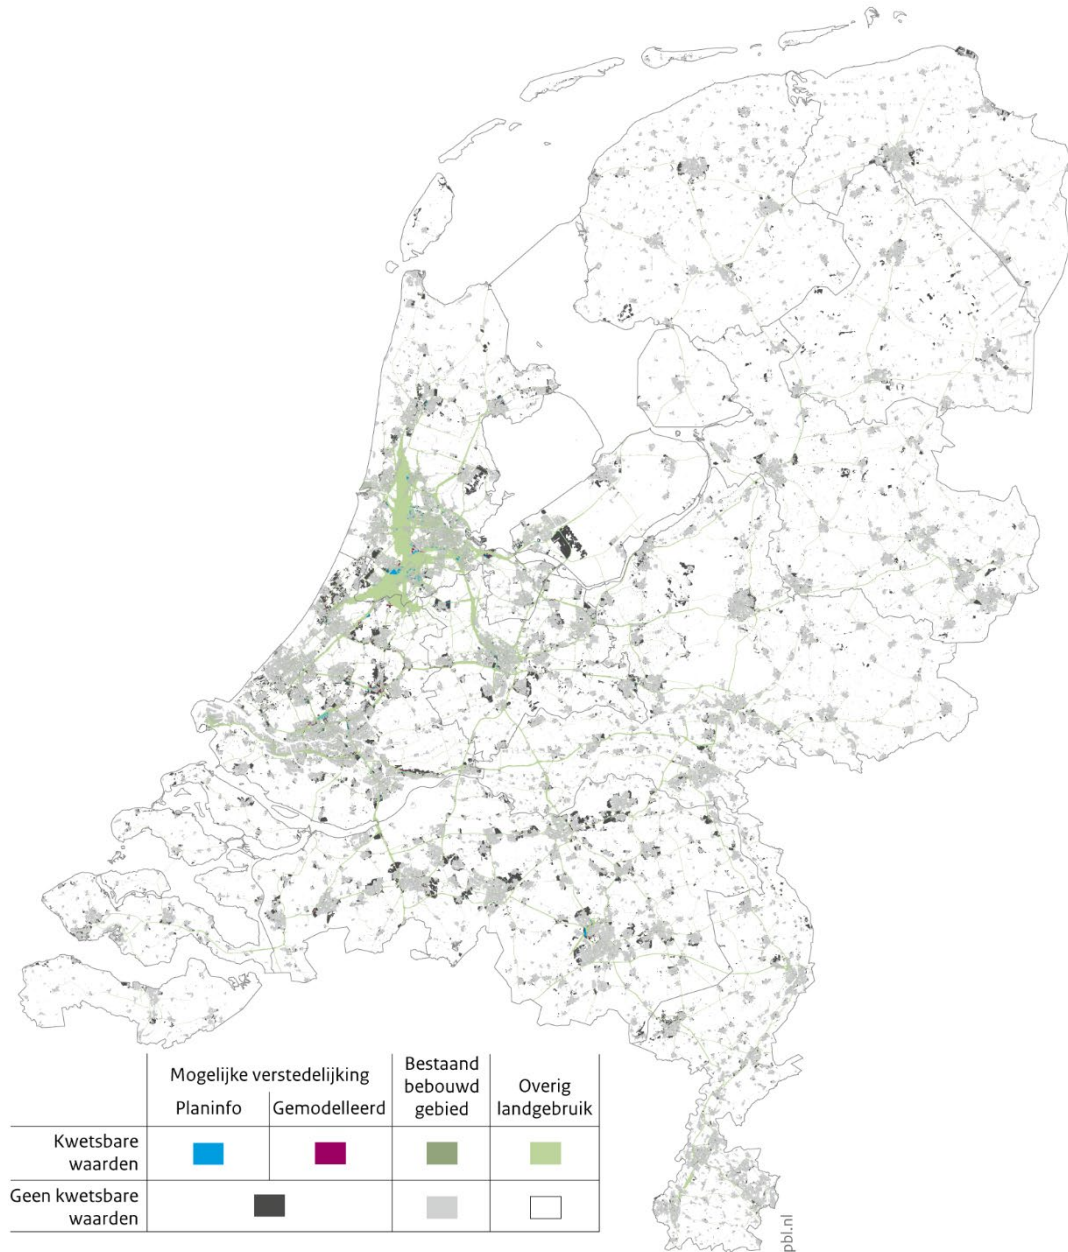 Mogelijke verstedelijking
Planinfo
Gemodelleerd
Bestaand
bebouwd
gebied
Overig
landgebruik
Kwetsbare
waarden
Geen kwetsbare
waarden
pbl.nl